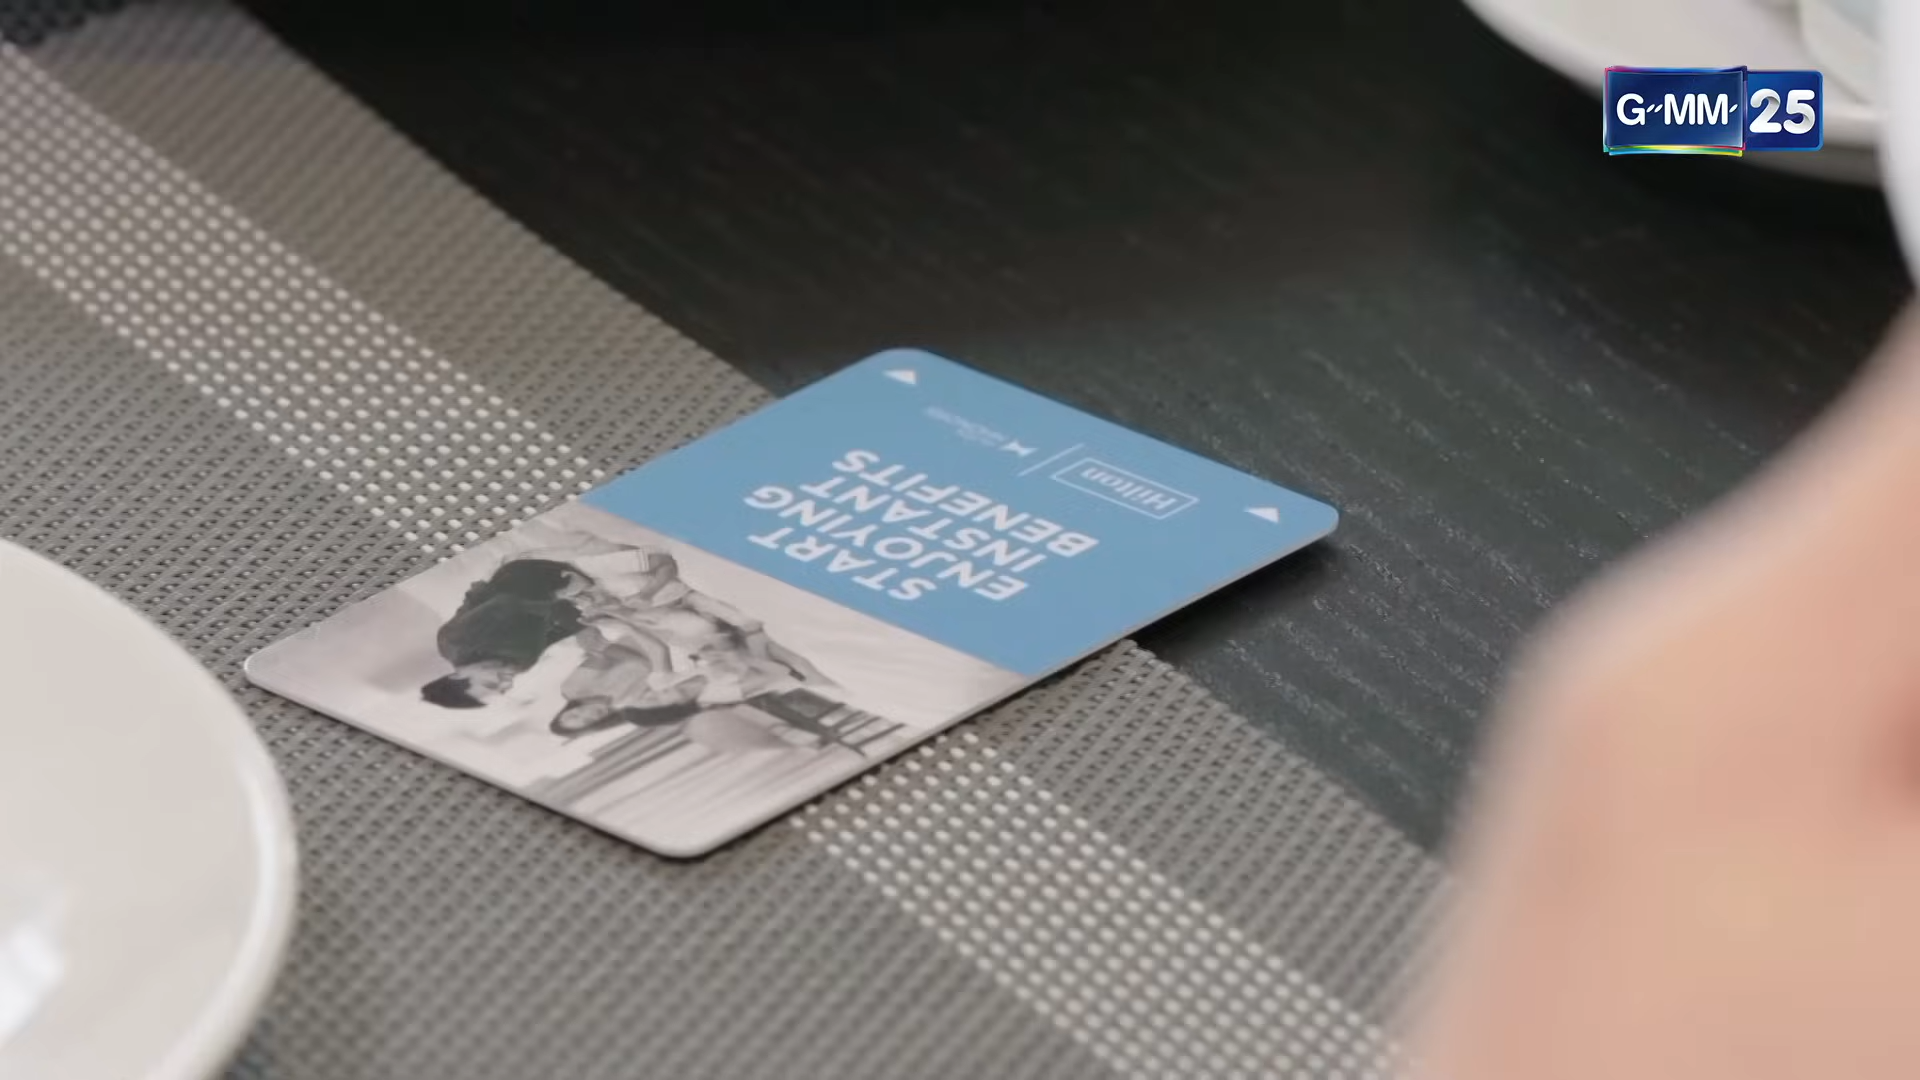 GMM 25
START
ENJOYING
INSTANT
BENEFITS
Hilton